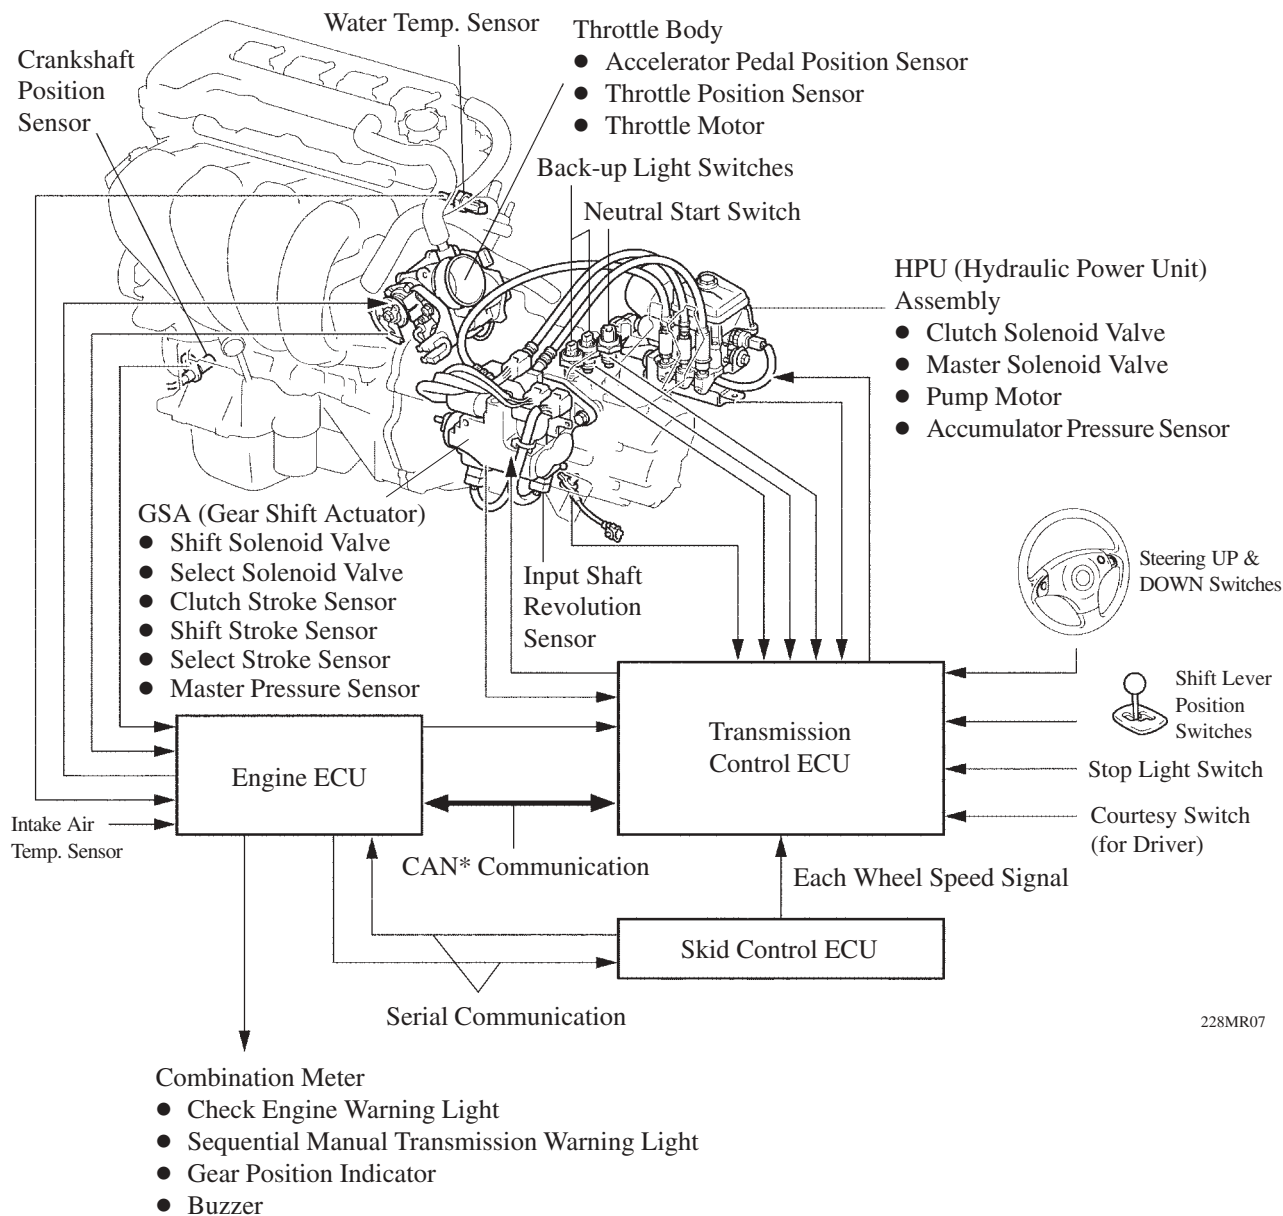 Water Temp. Sensor
Throttle Body
● Accelerator Pedal Position Sensor
● Throttle Position Sensor
● Throttle Motor
Crankshaft
Position
Sensor
Back-up Light Switches
Neutral Start Switch
HPU (Hydraulic Power Unit)
Assembly
● Clutch Solenoid Valve
● Master Solenoid Valve
● Pump Motor
● Accumulator Pressure Sensor
GSA (Gear Shift Actuator)
● Shift Solenoid Valve
● Select Solenoid Valve
● Clutch Stroke Sensor
● Shift Stroke Sensor
● Select Stroke Sensor
● Master Pressure Sensor
Input Shaft
Revolution
Sensor
Steering UP &
DOWN Switches
Shift Lever
Position
Switches
Transmission
Control ECU
Engine ECU
Stop Light Switch
Intake Air
Temp. Sensor
Courtesy Switch
(for Driver)
CAN* Communication
Each Wheel Speed Signal
Skid Control ECU
Serial Communication
228MR07
Combination Meter
● Check Engine Warning Light
● Sequential Manual Transmission Warning Light
● Gear Position Indicator
● Buzzer